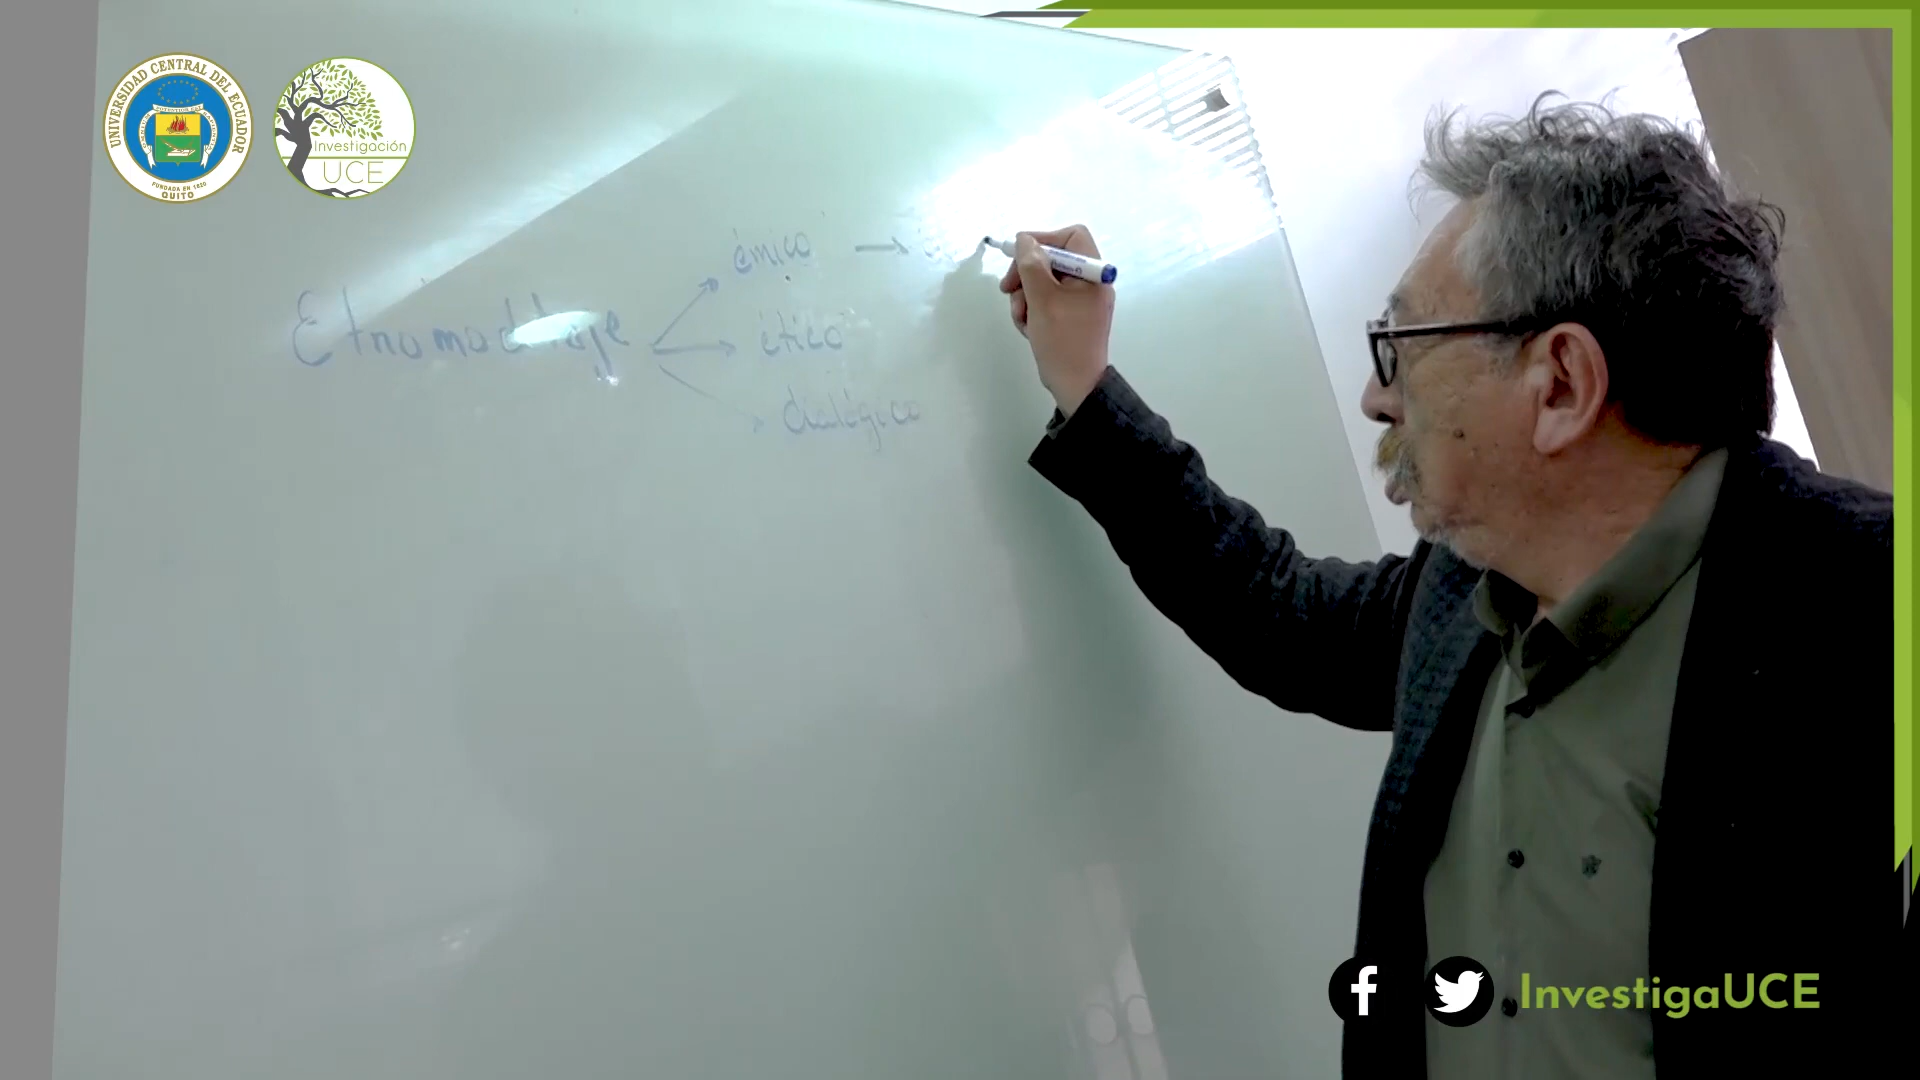 UNIVERSIDAD CENTRAL DEL ECUADOR
FUNDADA EN 1826
QUITO
Investigación
UCE
émico →
Etnomodelaje
ético
dialógico
InvestigaUCE